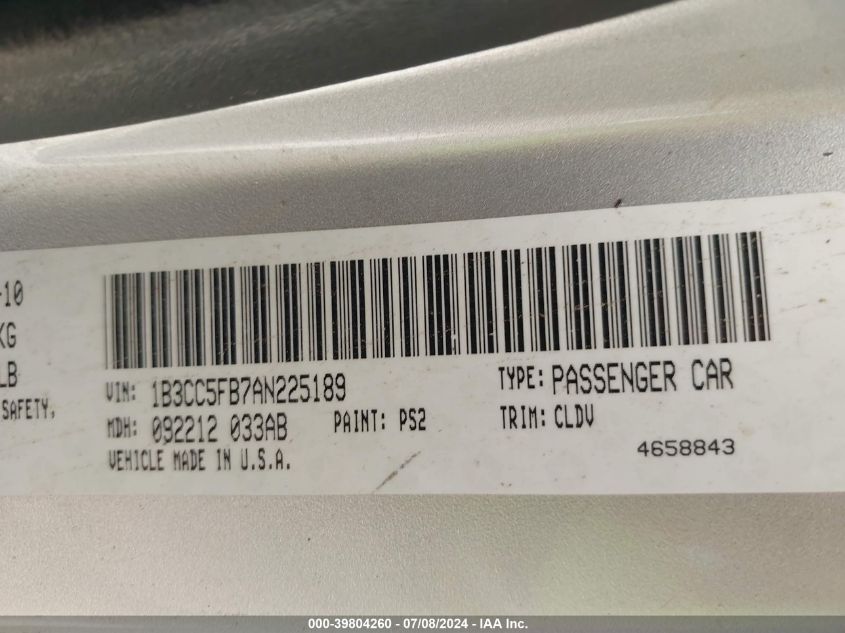 -10
KG
LB
SAFETY,
VIN: 1B3CC5FB7AN225189
TYPE: PASSENGER CAR
MDH: 092212 033AB
PAINT: PS2
TRIM: CLDV
VEHICLE MADE IN U.S.A.
4658843
000-39804260 - 07/08/2024 - IAA Inc.